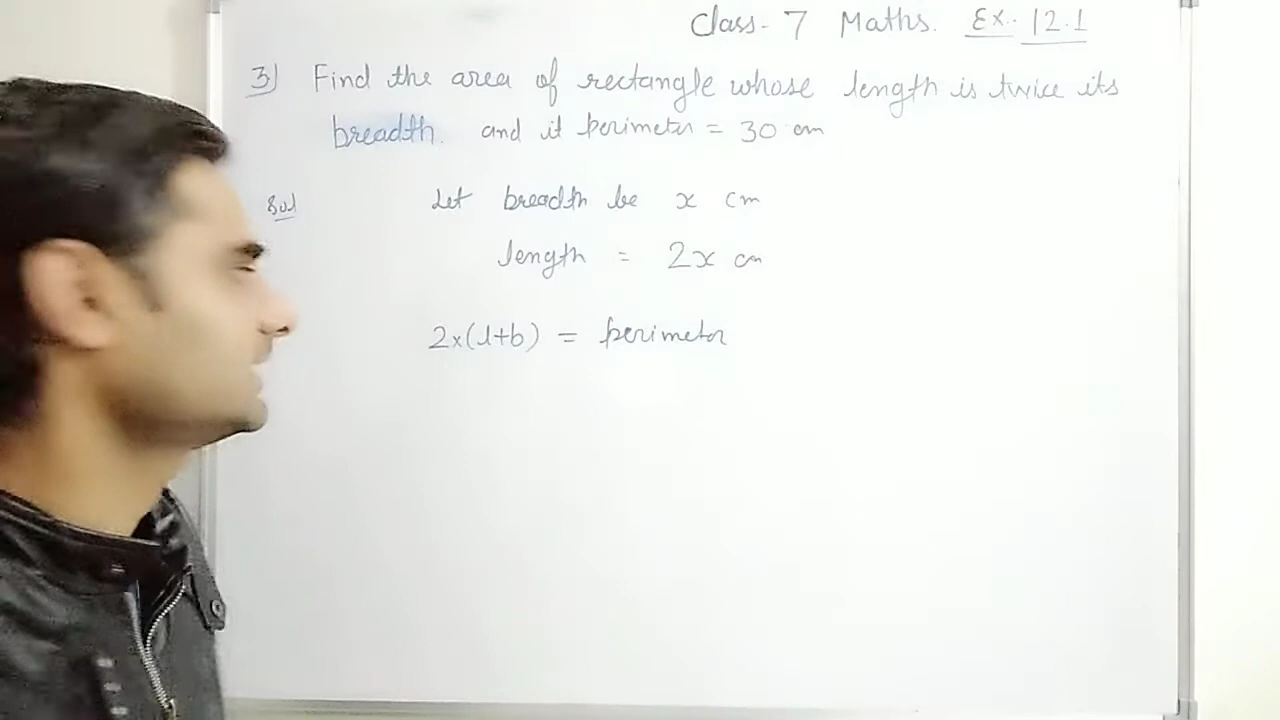 Class - 7 Maths. Ex. 12.1
3) Find the area of rectangle whose length is twice its
breadth. and it perimeter = 30 cm
Sol Let breadth be x cm
length = 2x cm
2×(l+b) = perimeter